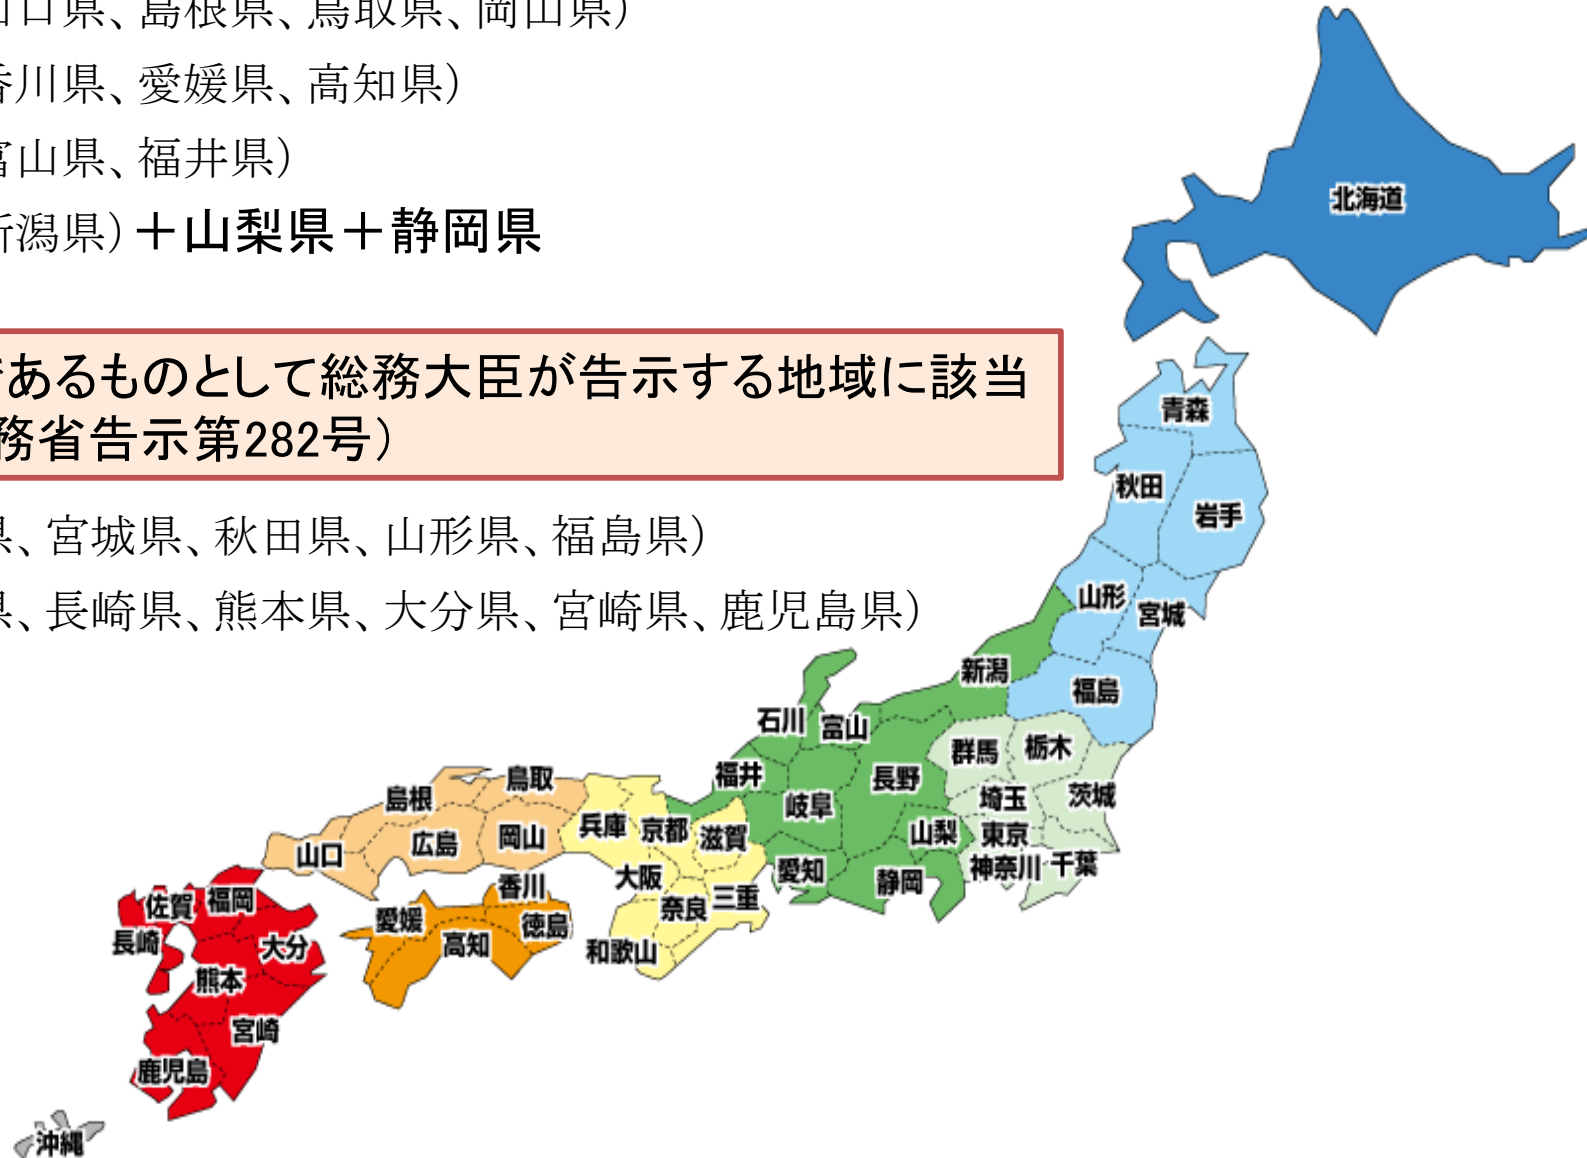 山口県、島根県、鳥取県、岡山県）
香川県、愛媛県、高知県）
富山県、福井県）
新潟県）＋山梨県＋静岡県
あるものとして総務大臣が告示する地域に該当
務省告示第282号）
県、宮城県、秋田県、山形県、福島県）
県、長崎県、熊本県、大分県、宮崎県、鹿児島県）
北海道
青森
秋田
岩手
山形
宮城
新潟
福島
石川
富山
群馬
栃木
福井
長野
島根
鳥取
岐阜
埼玉
茨城
兵庫
京都
滋賀
山梨
東京
山口
広島
岡山
大阪
愛知
静岡
神奈川
千葉
香川
佐賀
福岡
愛媛
徳島
奈良
三重
長崎
大分
高知
和歌山
熊本
宮崎
鹿児島
沖縄